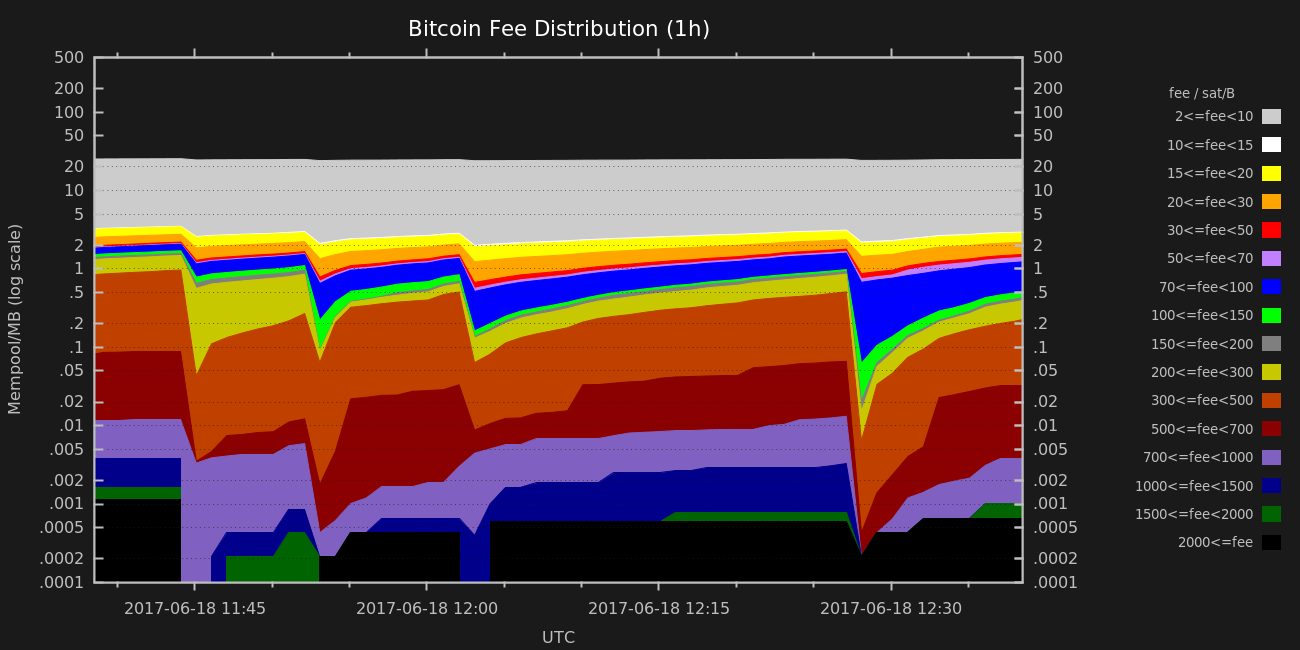 Bitcoin Fee Distribution (1h)
500
200
100
50
20
10
5
2
1
.5
.2
.1
.05
.02
.01
.005
.002
.001
.0005
.0002
.0001
Mempool/MB (log scale)
500
200
100
50
20
10
5
2
1
.5
.2
.1
.05
.02
.01
.005
.002
.001
.0005
.0002
.0001
2017-06-18 11:45
2017-06-18 12:00
2017-06-18 12:15
2017-06-18 12:30
UTC
fee / sat/B
2<=fee<10
10<=fee<15
15<=fee<20
20<=fee<30
30<=fee<50
50<=fee<70
70<=fee<100
100<=fee<150
150<=fee<200
200<=fee<300
300<=fee<500
500<=fee<700
700<=fee<1000
1000<=fee<1500
1500<=fee<2000
2000<=fee